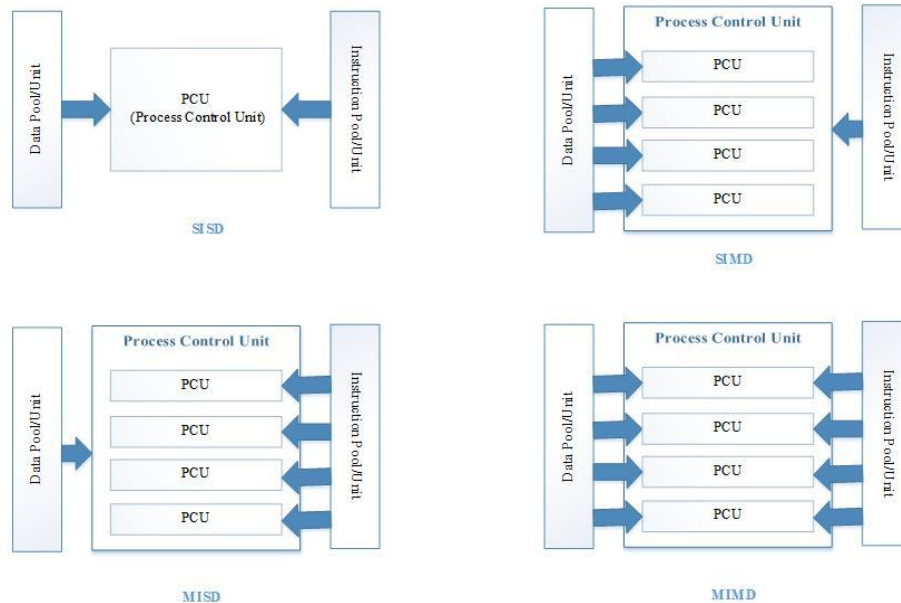 Data Pool/Unit
PCU
(Process Control Unit)
Instruction Pool/Unit
SISD
Process Control Unit
Data Pool/Unit
PCU
PCU
PCU
PCU
Instruction Pool/Unit
SIMD
Process Control Unit
Data Pool/Unit
PCU
PCU
PCU
PCU
Instruction Pool/Unit
MISD
Process Control Unit
Data Pool/Unit
PCU
PCU
PCU
PCU
Instruction Pool/Unit
MIMD